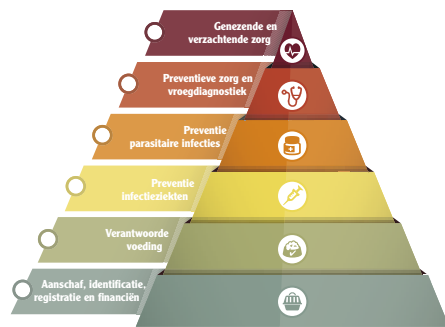 Genezende en
verzachtende zorg
Preventieve zorg en
vroegdiagnostiek
Preventie
parasitaire infecties
Preventie
infectieziekten
Verantwoorde
voeding
Aanschaf, identificatie,
registratie en financiën